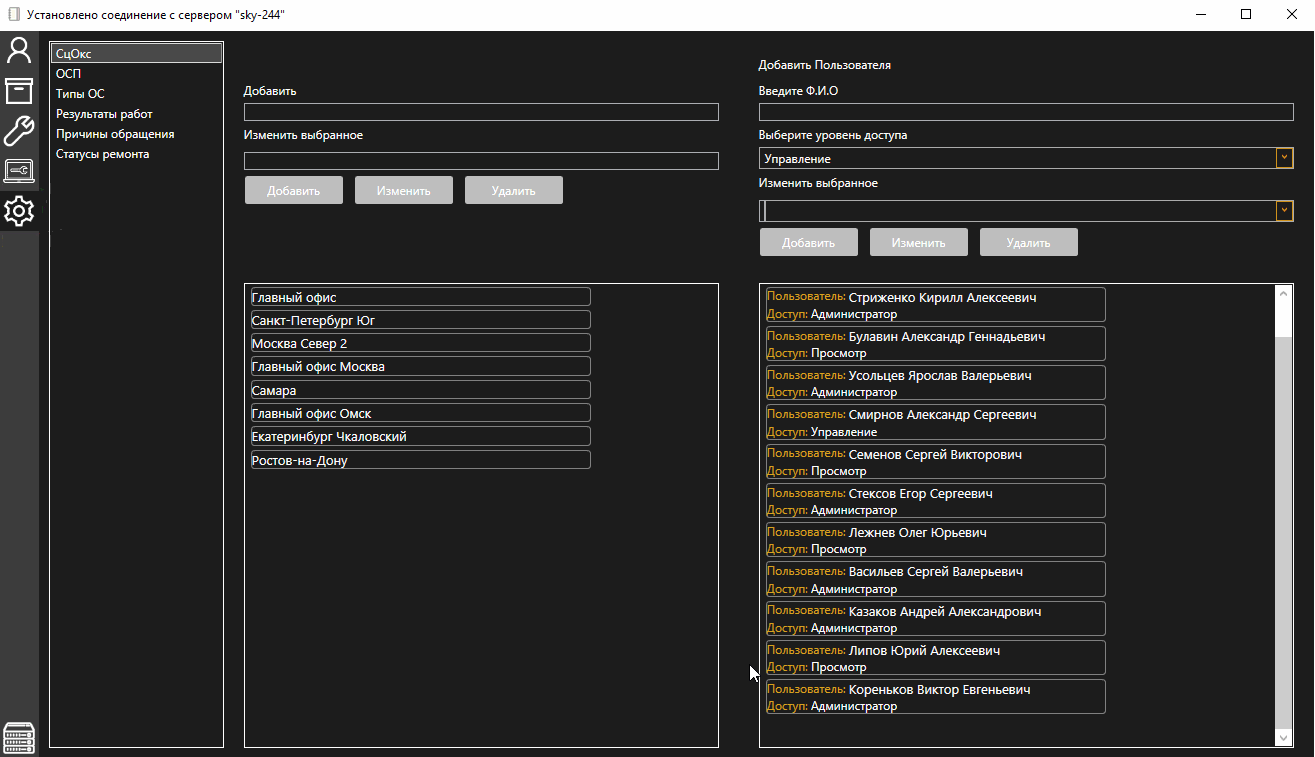 Установлено соединение с сервером "sky-244"
СцОкс
ОСП
Типы ОС
Результаты работ
Причины обращения
Статусы ремонта
Добавить
Изменить выбранное
Добавить Изменить Удалить
Главный офис
Санкт-Петербург Юг
Москва Север 2
Главный офис Москва
Самара
Главный офис Омск
Екатеринбург Чкаловский
Ростов-на-Дону
Добавить Пользователя
Введите Ф.И.О
Выберите уровень доступа
Управление
Изменить выбранное
Добавить Изменить Удалить
Пользователь: Стриженко Кирилл Алексеевич
Доступ: Администратор
Пользователь: Булавин Александр Геннадьевич
Доступ: Просмотр
Пользователь: Усольцев Ярослав Валерьевич
Доступ: Администратор
Пользователь: Смирнов Александр Сергеевич
Доступ: Управление
Пользователь: Семенов Сергей Викторович
Доступ: Просмотр
Пользователь: Стексов Егор Сергеевич
Доступ: Администратор
Пользователь: Лежнев Олег Юрьевич
Доступ: Просмотр
Пользователь: Васильев Сергей Валерьевич
Доступ: Администратор
Пользователь: Казаков Андрей Александрович
Доступ: Администратор
Пользователь: Липов Юрий Алексеевич
Доступ: Просмотр
Пользователь: Кореньков Виктор Евгеньевич
Доступ: Администратор